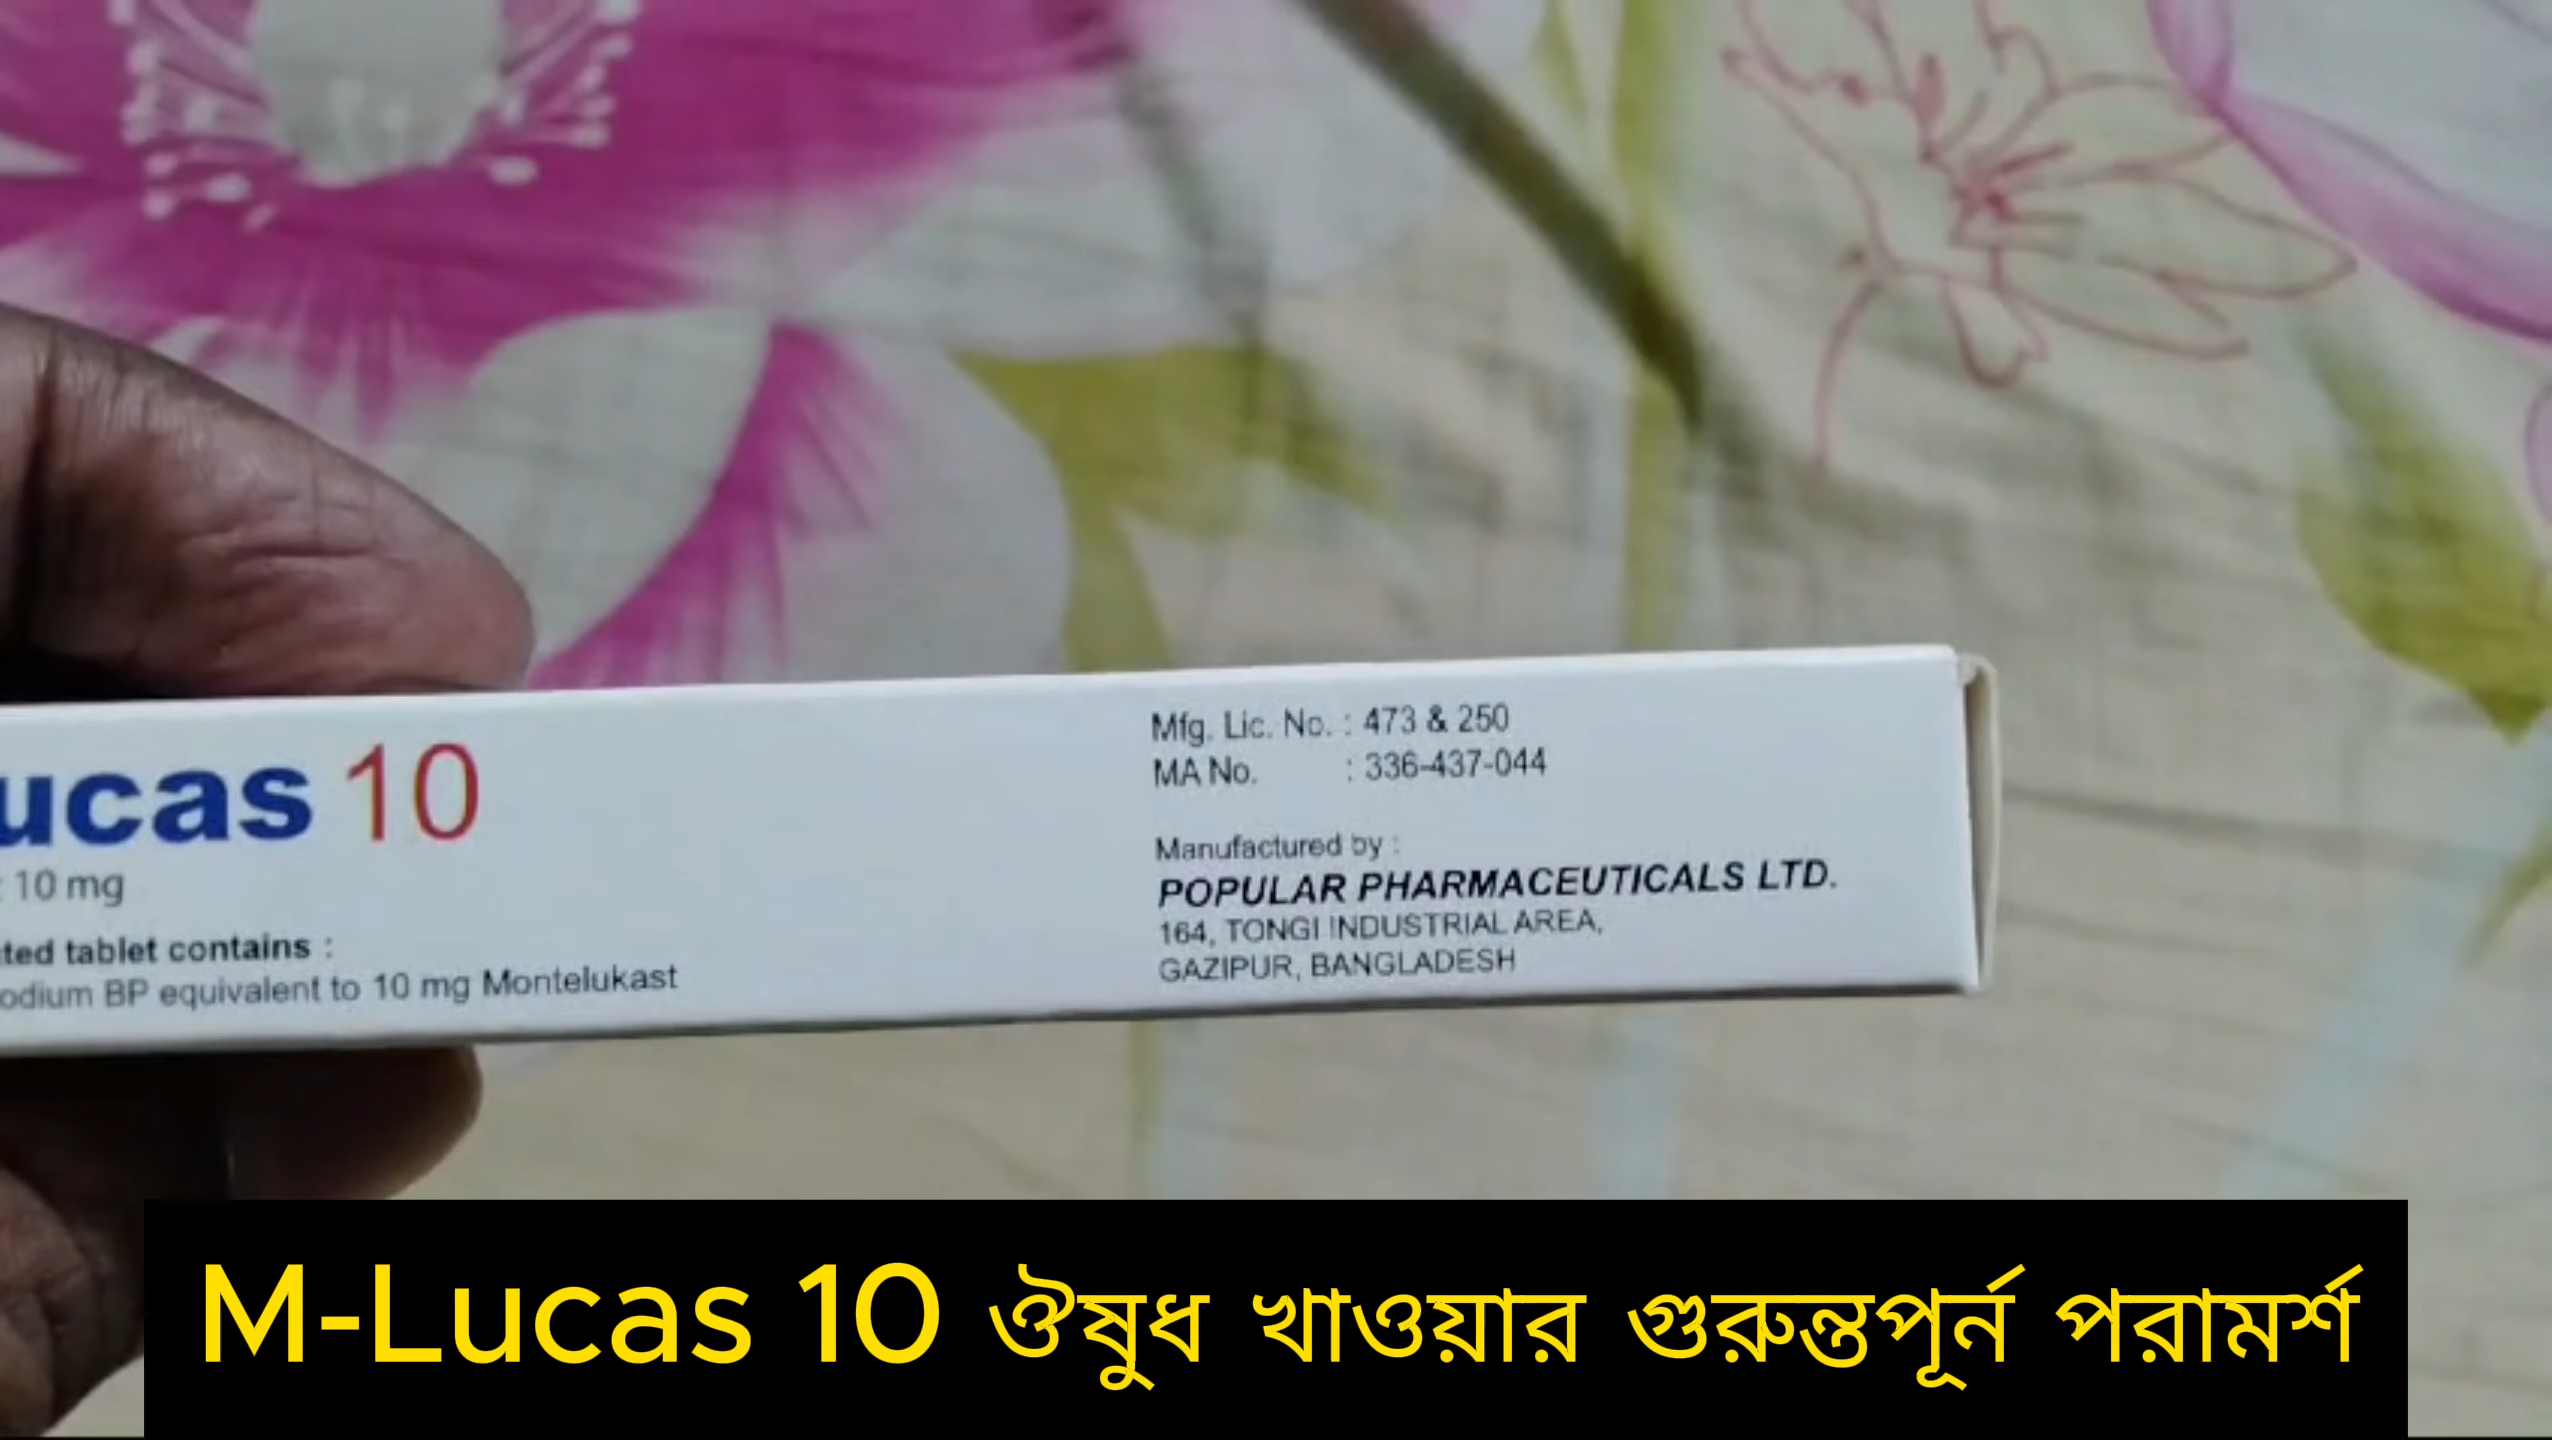 ucas 10
: 10 mg
ted tablet contains :
odium BP equivalent to 10 mg Montelukast
Mfg. Lic. No. : 473 & 250
MA No. : 336-437-044
Manufactured by :
POPULAR PHARMACEUTICALS LTD.
164, TONGI INDUSTRIAL AREA,
GAZIPUR, BANGLADESH
M-Lucas 10 ঔষুধ খাওয়ার গুরুন্তপূর্ন পরামর্শ